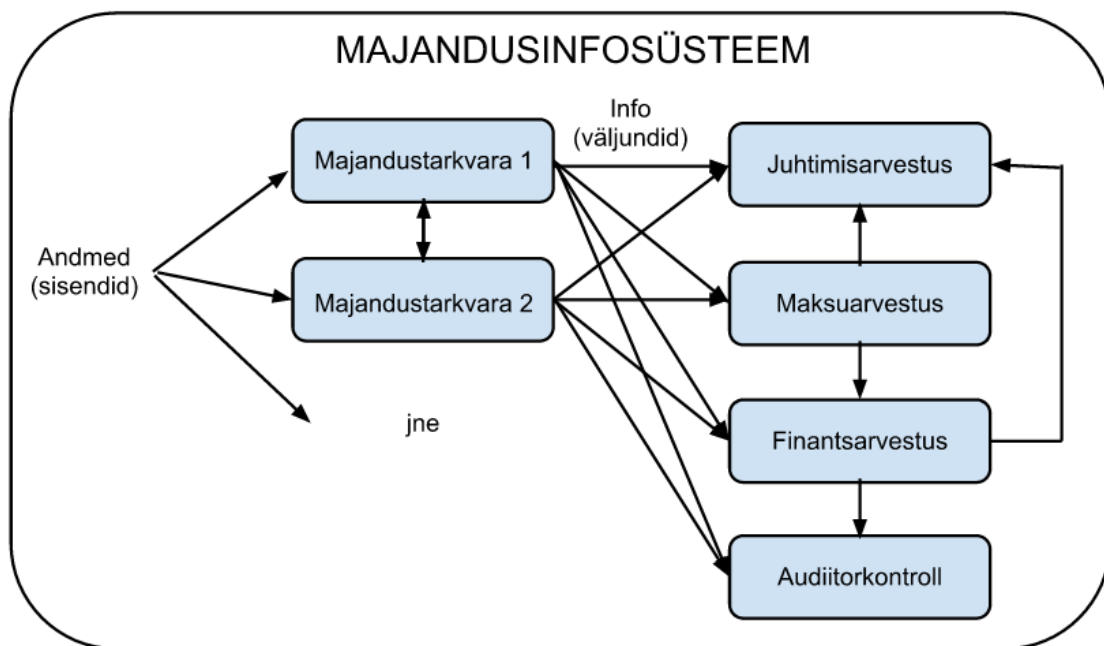 MAJANDUSINFOSÜSTEEM
Info
(väljundid)
Majandustarkvara 1
Juhtimisarvestus
Andmed
(sisendid)
Majandustarkvara 2
Maksuarvestus
jne
Finantsarvestus
Audiitorkontroll